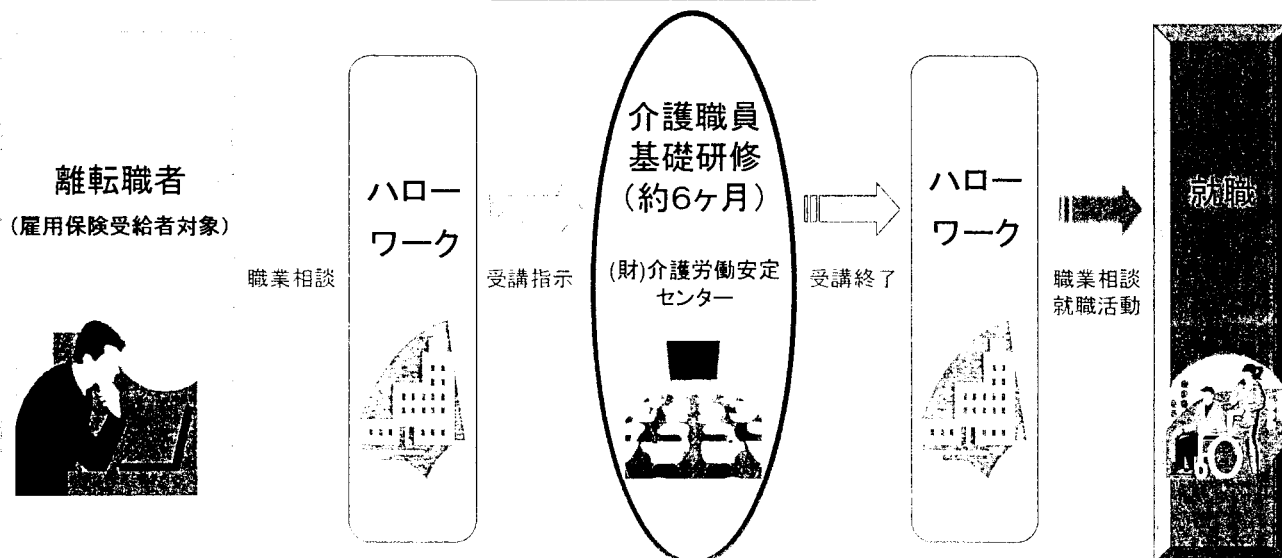 離転職者
(雇用保険受給者対象)
職業相談
ハロー
ワーク
受講指示
介護職員
基礎研修
(約6ヶ月)
(財)介護労働安定
センター
受講終了
ハロー
ワーク
職業相談
就職活動
就職